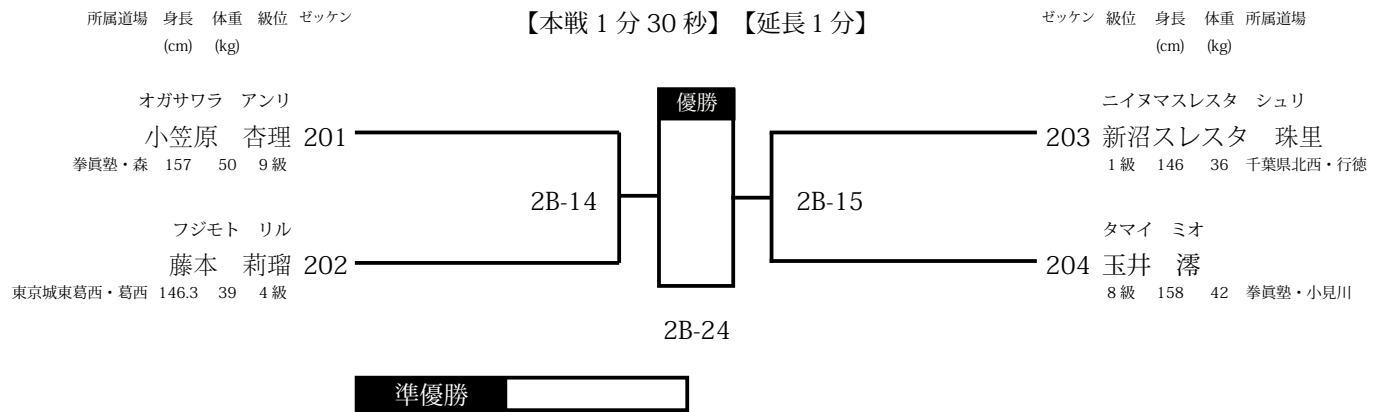 所属道場 身長 体重 級位 ゼッケン
(cm) (kg)
【本戦1分30秒】【延長1分】
ゼッケン 級位 身長 体重 所属道場
(cm) (kg)
オガサワラ アンリ
小笠原 杏理 201
拳眞塾・森 157 50 9級
フジモト リル
藤本 莉瑠 202
東京城東葛西・葛西 146.3 39 4級
2B-14
優勝
2B-15
2B-24
ニイヌマスレスタ シュリ
203 新沼スレスタ 珠里
1級 146 36 千葉県北西・行徳
タマイ ミオ
204 玉井 澪
8級 158 42 拳眞塾・小見川
準優勝